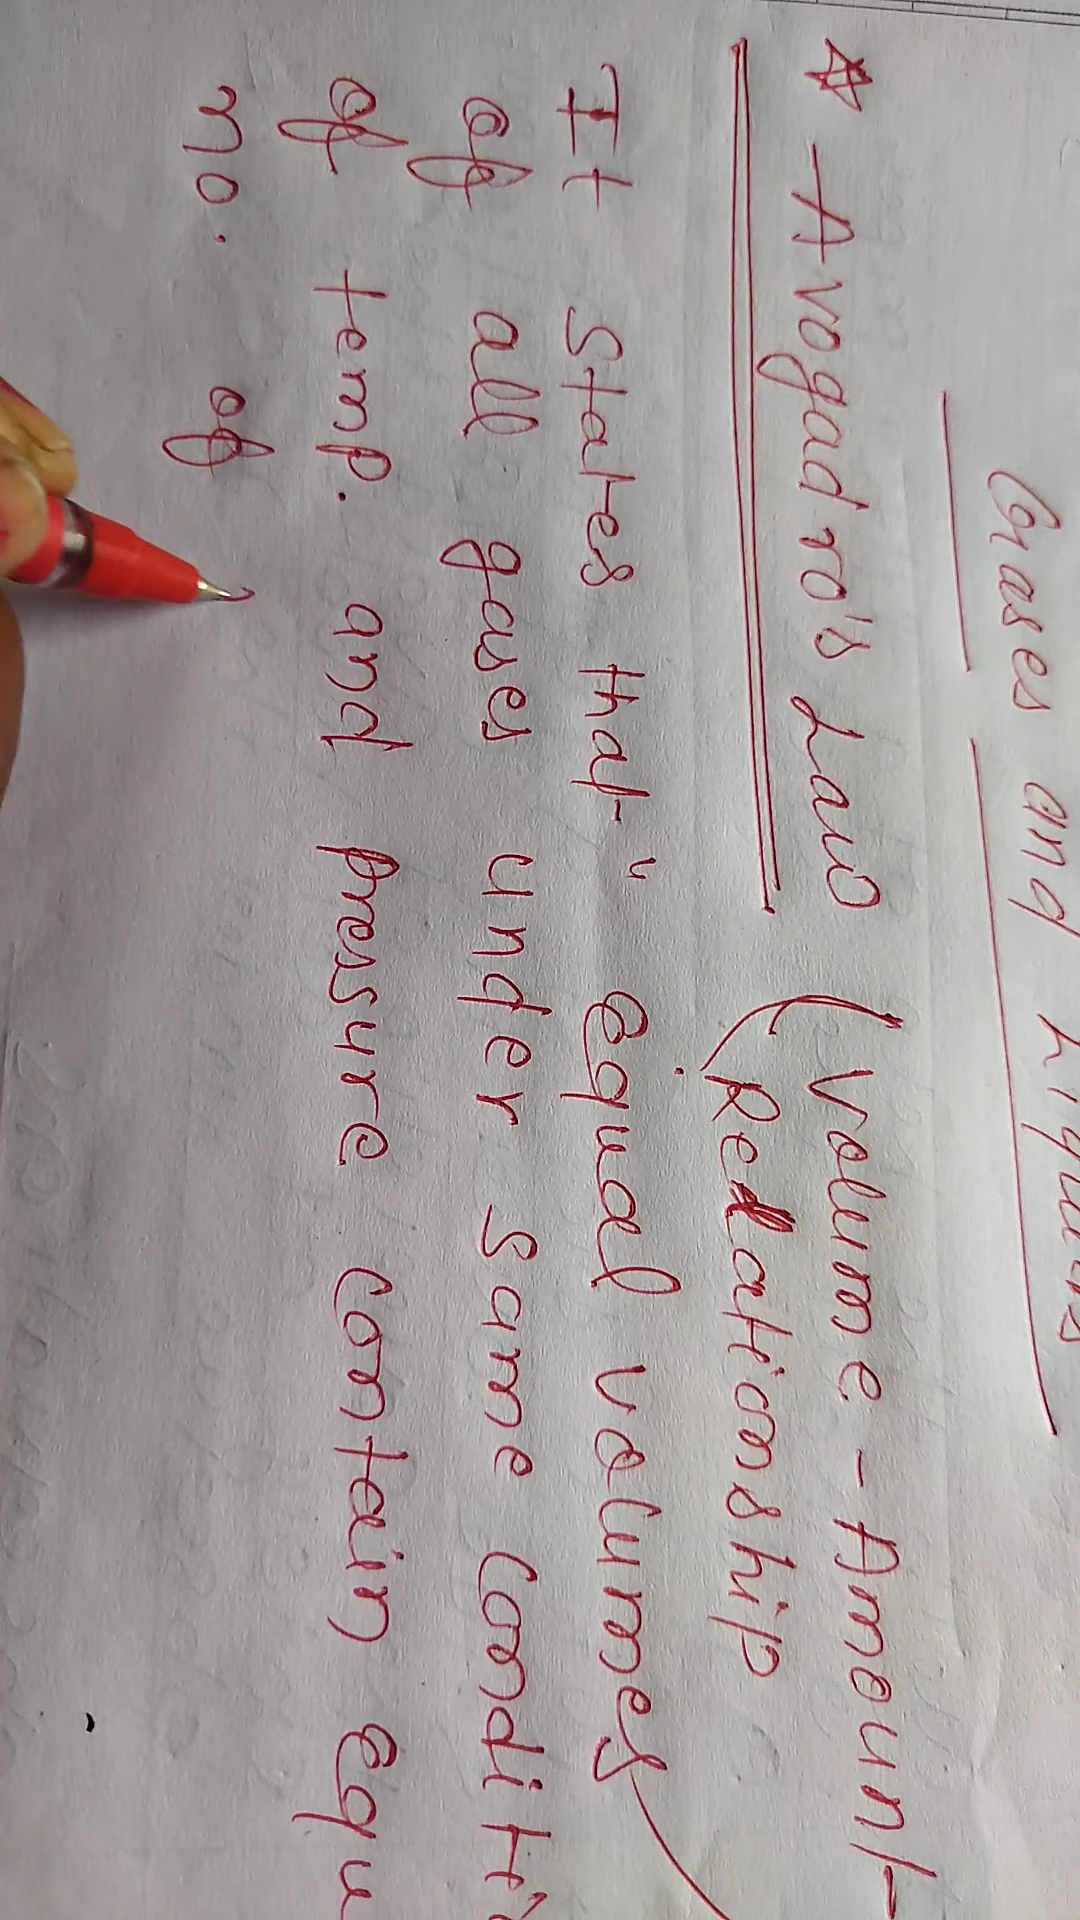 Gases and Liquids
☆ Avogadro's Law (Volume - Amount
(Relationship
It states that " equal volumes
of all gases under same conditi
of temp. and pressure contain equ
no. of